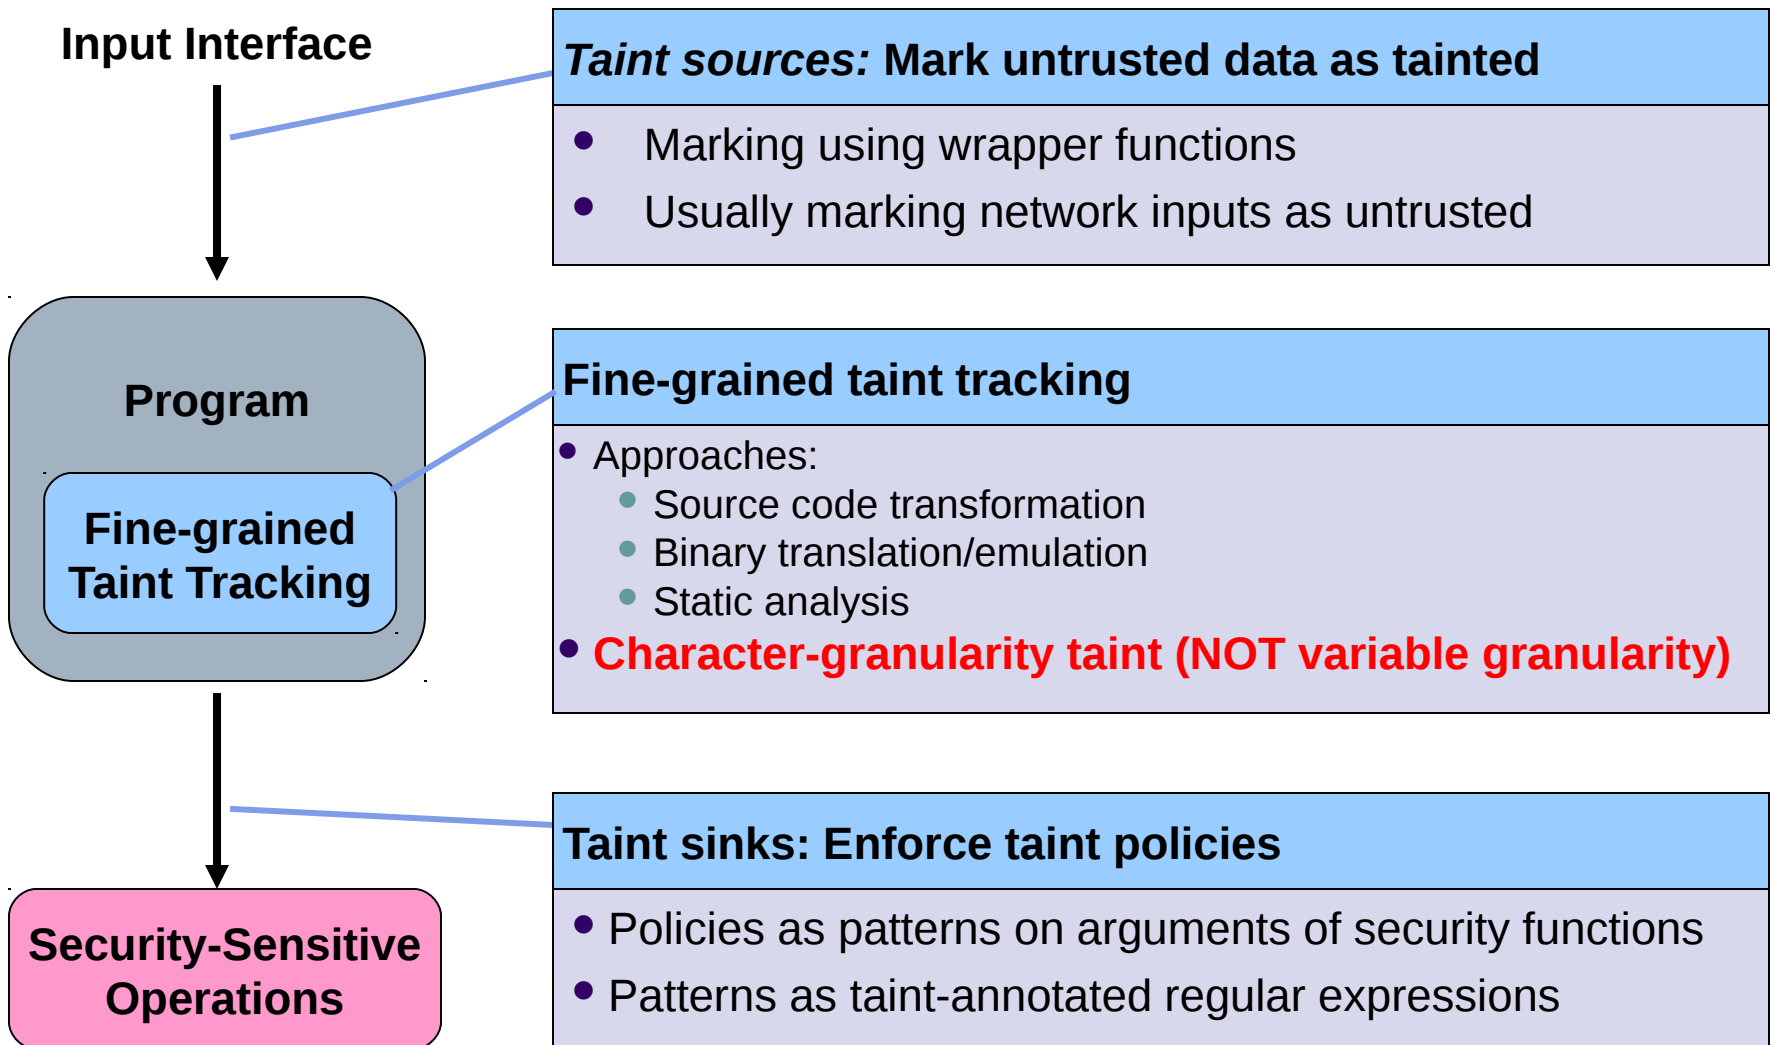 Input Interface
Taint sources: Mark untrusted data as tainted
Marking using wrapper functions
Usually marking network inputs as untrusted
Program
Fine-grained
Taint Tracking
Fine-grained taint tracking
Approaches:
Source code transformation
Binary translation/emulation
Static analysis
Character-granularity taint (NOT variable granularity)
Security-Sensitive
Operations
Taint sinks: Enforce taint policies
Policies as patterns on arguments of security functions
Patterns as taint-annotated regular expressions